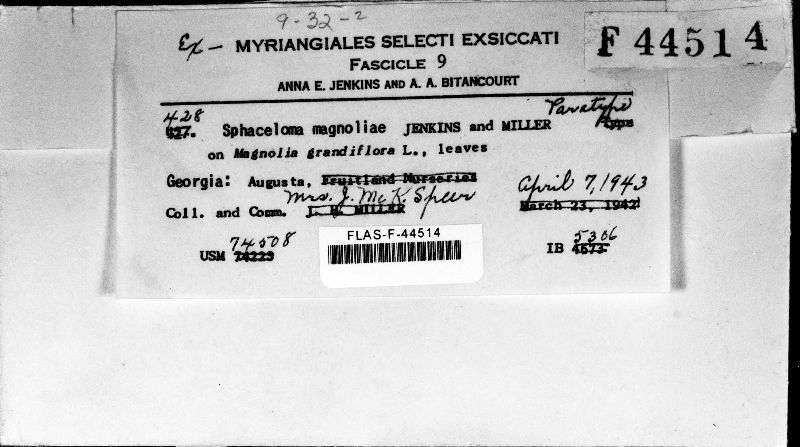 9-32-2
Ex- MYRIANGIALES SELECTI EXSICCATI
F 44514
FASCICLE 9
ANNA E. JENKINS AND A. A. BITANCOURT
428 Paratype
427. Sphaceloma magnoliae JENKINS and MILLER Type
on Magnolia grandiflora L., leaves
Georgia: Augusta, Fruitland Nurseries April 7, 1943
Mrs. J. McK. Speer
Coll. and Comm. J. H. MILLER March 23, 1942
74508 FLAS-F-44514 5306
USM 74223 IB 4673